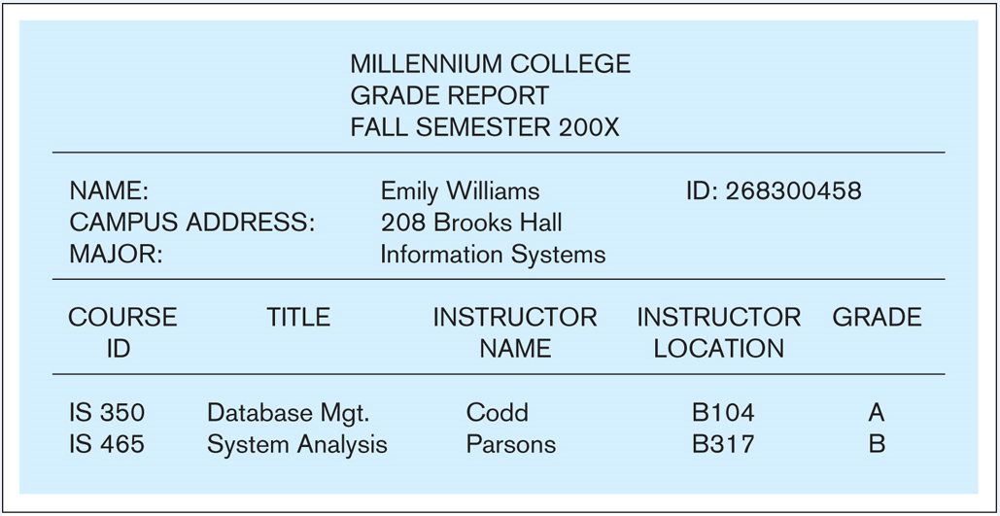 MILLENNIUM COLLEGE
GRADE REPORT
FALL SEMESTER 200X
NAME: Emily Williams ID: 268300458
CAMPUS ADDRESS: 208 Brooks Hall
MAJOR: Information Systems
COURSE TITLE INSTRUCTOR INSTRUCTOR GRADE
ID NAME LOCATION
IS 350 Database Mgt. Codd B104 A
IS 465 System Analysis Parsons B317 B